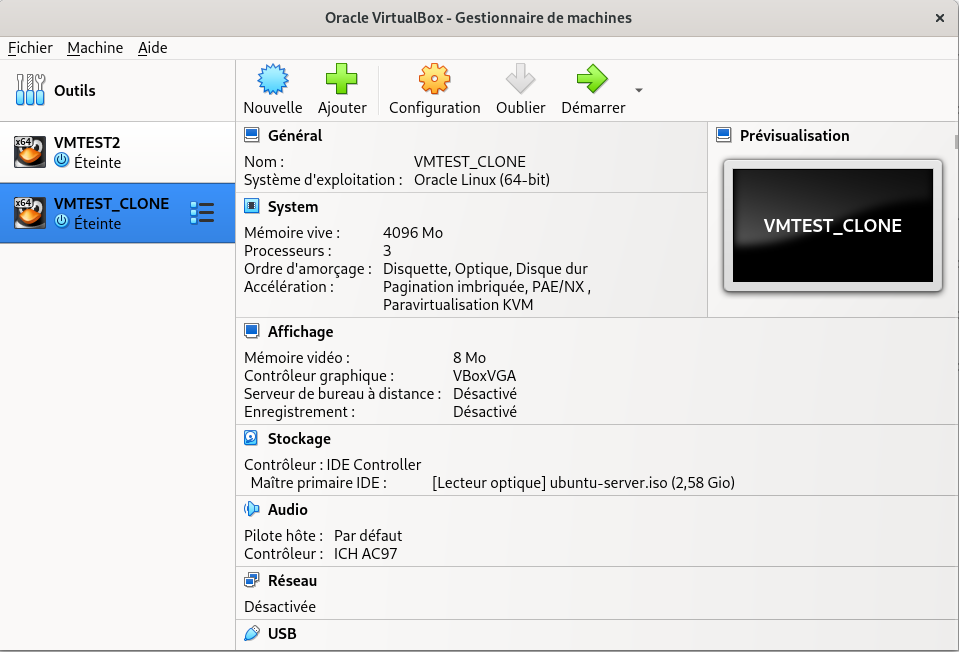 Oracle VirtualBox - Gestionnaire de machines
Fichier Machine Aide
Outils
Nouvelle Ajouter Configuration Oublier Démarrer
x64 VMTEST2
Éteinte
x64 VMTEST_CLONE
Éteinte
Général
Nom : VMTEST_CLONE
Système d'exploitation : Oracle Linux (64-bit)
System
Mémoire vive : 4096 Mo
Processeurs : 3
Ordre d'amorçage : Disquette, Optique, Disque dur
Accélération : Pagination imbriquée, PAE/NX ,
Paravirtualisation KVM
Prévisualisation
VMTEST_CLONE
Affichage
Mémoire vidéo : 8 Mo
Contrôleur graphique : VBoxVGA
Serveur de bureau à distance : Désactivé
Enregistrement : Désactivé
Stockage
Contrôleur : IDE Controller
Maître primaire IDE : [Lecteur optique] ubuntu-server.iso (2,58 Gio)
Audio
Pilote hôte : Par défaut
Contrôleur : ICH AC97
Réseau
Désactivée
USB